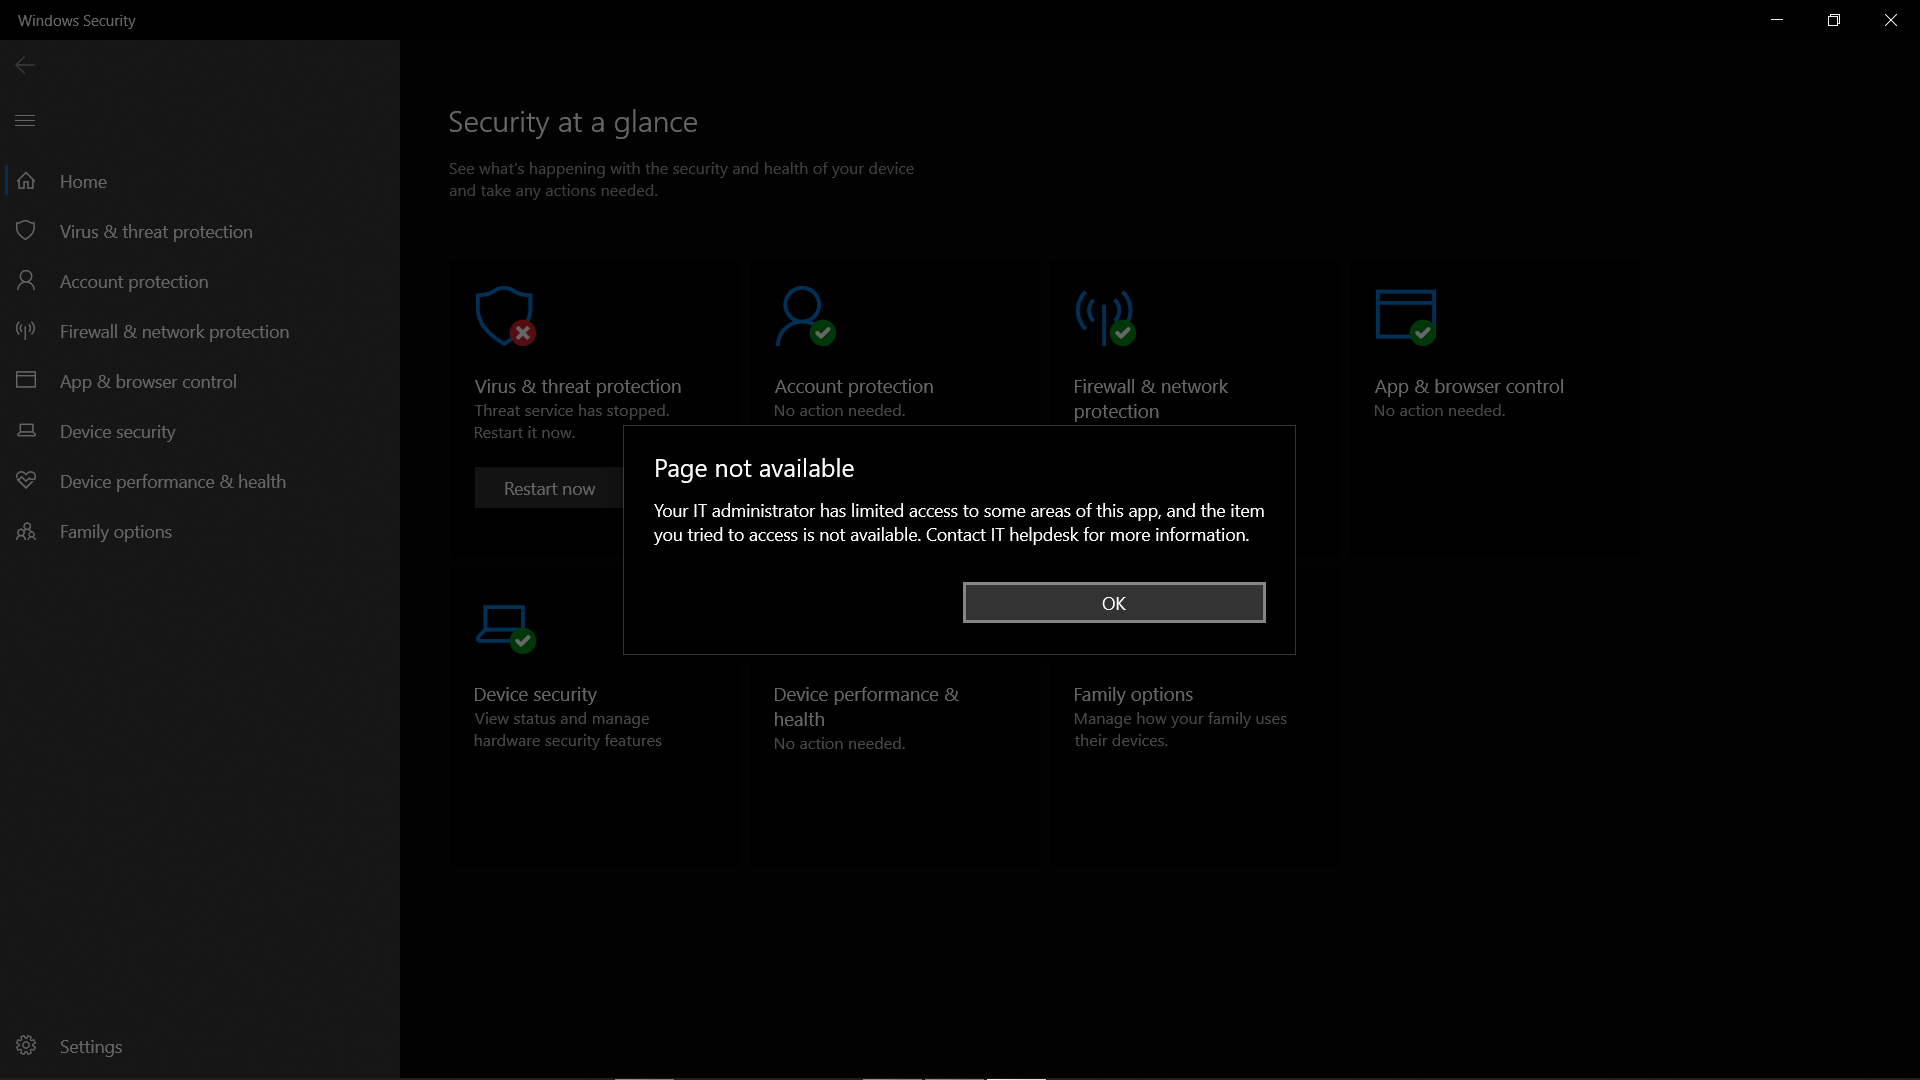 Windows Security
Home
Virus & threat protection
Account protection
Firewall & network protection
App & browser control
Device security
Device performance & health
Family options
Settings
Security at a glance
See what's happening with the security and health of your device
and take any actions needed.
Virus & threat protection
Threat service has stopped.
Restart it now.
Restart now
Account protection
No action needed.
Firewall & network
protection
App & browser control
No action needed.
Page not available
Your IT administrator has limited access to some areas of this app, and the item
you tried to access is not available. Contact IT helpdesk for more information.
OK
Device security
View status and manage
hardware security features
Device performance &
health
No action needed.
Family options
Manage how your family uses
their devices.